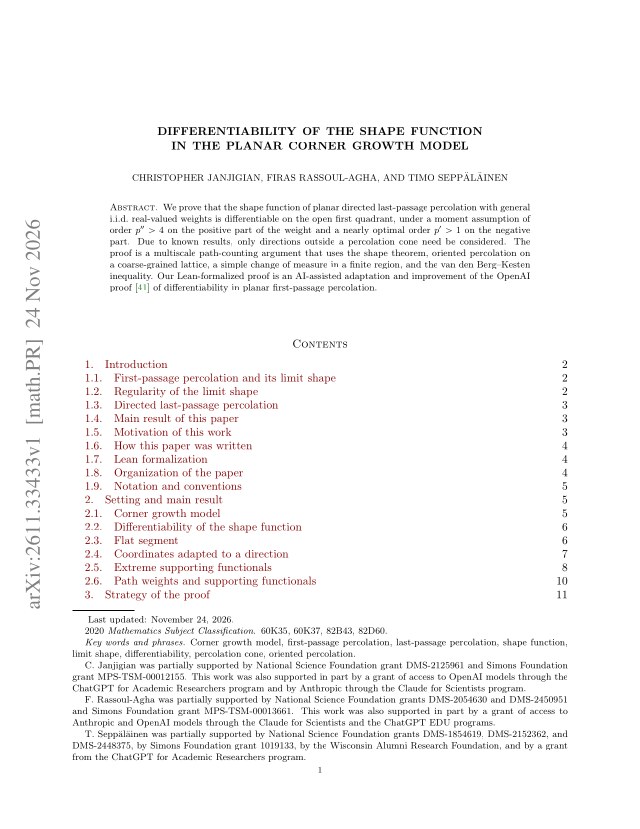 arXiv:2611.33433v1 [math.PR] 24 Nov 2026
DIFFERENTIABILITY OF THE SHAPE FUNCTION
IN THE PLANAR CORNER GROWTH MODEL
CHRISTOPHER JANJIGIAN, FIRAS RASSOUL-AGHA, AND TIMO SEPPÄLÄINEN
Abstract. We prove that the shape function of planar directed last-passage percolation with general
i.i.d. real-valued weights is differentiable on the open first quadrant, under a moment assumption of
order p″ > 4 on the positive part of the weight and a nearly optimal order p′ > 1 on the negative
part. Due to known results, only directions outside a percolation cone need be considered. The
proof is a multiscale path-counting argument that uses the shape theorem, oriented percolation on
a coarse-grained lattice, a simple change of measure in a finite region, and the van den Berg–Kesten
inequality. Our Lean-formalized proof is an AI-assisted adaptation and improvement of the OpenAI
proof [41] of differentiability in planar first-passage percolation.
Contents
1. Introduction 2
1.1. First-passage percolation and its limit shape 2
1.2. Regularity of the limit shape 2
1.3. Directed last-passage percolation 3
1.4. Main result of this paper 3
1.5. Motivation of this work 3
1.6. How this paper was written 4
1.7. Lean formalization 4
1.8. Organization of the paper 4
1.9. Notation and conventions 5
2. Setting and main result 5
2.1. Corner growth model 5
2.2. Differentiability of the shape function 6
2.3. Flat segment 6
2.4. Coordinates adapted to a direction 7
2.5. Extreme supporting functionals 8
2.6. Path weights and supporting functionals 10
3. Strategy of the proof 11
Last updated: November 24, 2026.
2020 Mathematics Subject Classification. 60K35, 60K37, 82B43, 82D60.
Key words and phrases. Corner growth model, first-passage percolation, last-passage percolation, shape function,
limit shape, differentiability, percolation cone, oriented percolation.
C. Janjigian was partially supported by National Science Foundation grant DMS-2125961 and Simons Foundation
grant MPS-TSM-00012155. This work was also supported in part by a grant of access to OpenAI models through the
ChatGPT for Academic Researchers program and by Anthropic through the Claude for Scientists program.
F. Rassoul-Agha was partially supported by National Science Foundation grants DMS-2054630 and DMS-2450951
and Simons Foundation grant MPS-TSM-00013661. This work was also supported in part by a grant of access to
Anthropic and OpenAI models through the Claude for Scientists and the ChatGPT EDU programs.
T. Seppäläinen was partially supported by National Science Foundation grants DMS-1854619, DMS-2152362, and
DMS-2448375, by Simons Foundation grant 1019133, by the Wisconsin Alumni Research Foundation, and by a grant
from the ChatGPT for Academic Researchers program.
1